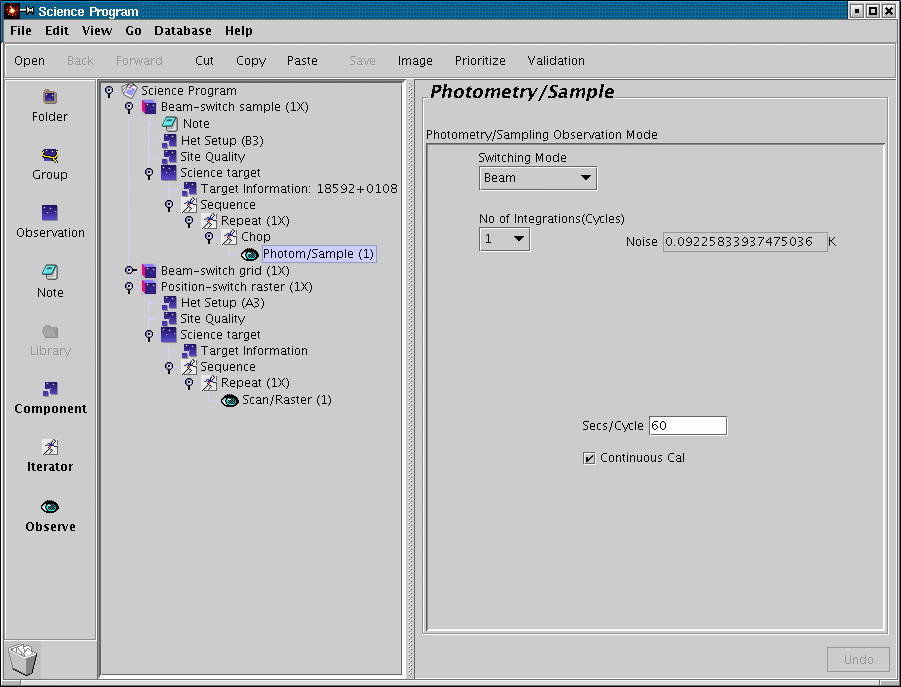 Science Program
File Edit View Go Database Help
Open Back Forward Cut Copy Paste Save Image Prioritize Validation
Folder
Group
Observation
Note
Library
Component
Iterator
Observe
Science Program
Beam-switch sample (1X)
Note
Het Setup (B3)
Site Quality
Science target
Target Information: 18592+0108
Sequence
Repeat (1X)
Chop
Photom/Sample (1)
Beam-switch grid (1X)
Position-switch raster (1X)
Het Setup (A3)
Site Quality
Science target
Target Information
Sequence
Repeat (1X)
Scan/Raster (1)
Photometry/Sample
Photometry/Sampling Observation Mode
Switching Mode
Beam
No of Integrations(Cycles)
1 Noise 0.09225833937475036 K
Secs/Cycle 60
Continuous Cal
Undo